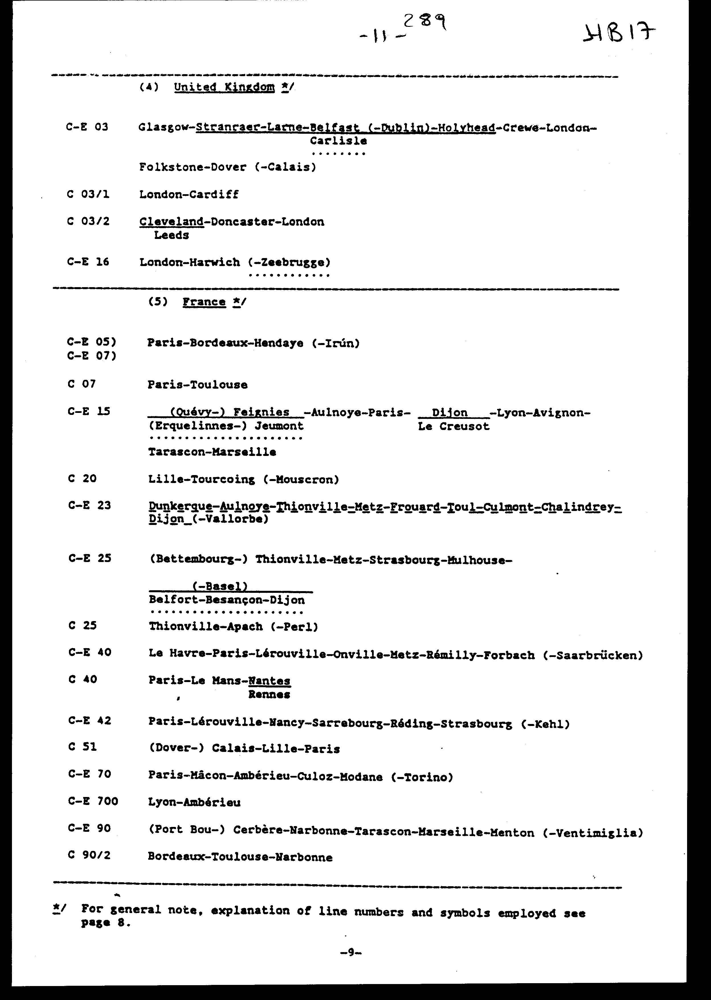 289
-11-
HB17
(4) United Kingdom */
C-E 03 Glasgow-Stranraer-Larne-Belfast (-Dublin)-Holyhead-Crewe-London-
Carlisle
........
Folkstone-Dover (-Calais)
C 03/1 London-Cardiff
C 03/2 Cleveland-Doncaster-London
Leeds
C-E 16 London-Harwich (-Zeebrugge)
............
(5) France */
C-E 05) Paris-Bordeaux-Hendaye (-Irún)
C-E 07)
C 07 Paris-Toulouse
C-E 15 (Quévy-) Feignies -Aulnoye-Paris- Dijon -Lyon-Avignon-
(Erquelinnes-) Jeumont Le Creusot
......................
Tarascon-Marseille
C 20 Lille-Tourcoing (-Mouscron)
C-E 23 Dunkerque-Aulnoye-Thionville-Metz-Frouard-Toul-Culmont-Chalindrey-
Dijon (-Vallorbe)
C-E 25 (Bettembourg-) Thionville-Metz-Strasbourg-Mulhouse-
(-Basel)
Belfort-Besançon-Dijon
......................
C 25 Thionville-Apach (-Perl)
C-E 40 Le Havre-Paris-Lérouville-Onville-Metz-Rémilly-Forbach (-Saarbrücken)
C 40 Paris-Le Mans-Nantes
Rennes
C-E 42 Paris-Lérouville-Nancy-Sarrebourg-Réding-Strasbourg (-Kehl)
C 51 (Dover-) Calais-Lille-Paris
C-E 70 Paris-Mâcon-Ambérieu-Culoz-Modane (-Torino)
C-E 700 Lyon-Ambérieu
C-E 90 (Port Bou-) Cerbère-Narbonne-Tarascon-Marseille-Menton (-Ventimiglia)
C 90/2 Bordeaux-Toulouse-Narbonne
*/ For general note, explanation of line numbers and symbols employed see
page 8.
-9-